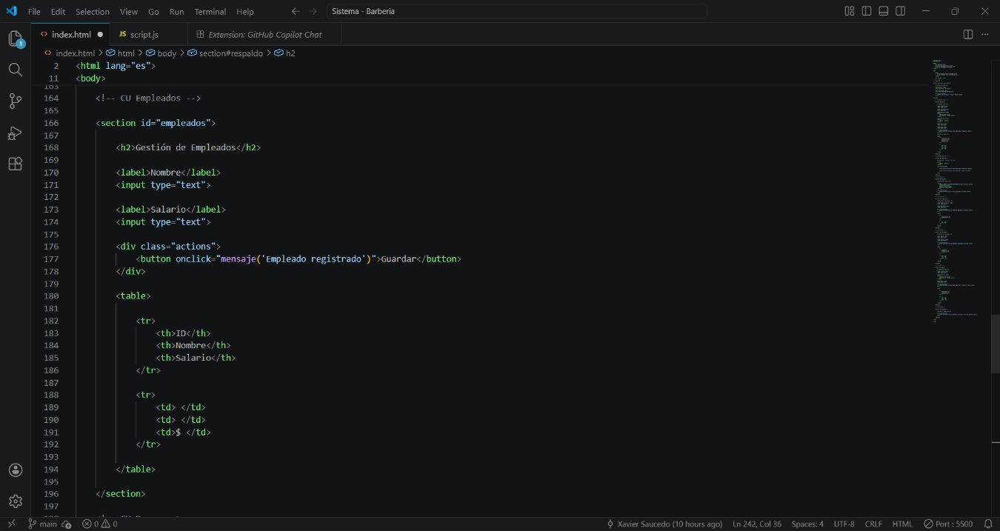 File Edit Selection View Go Run Terminal Help Sistema - Barberia
index.html JS script.js Extension: GitHub Copilot Chat
1
index.html > html > body > section#respaldo > h2
2 <html lang="es">
11 <body>
163
164 <!-- CU Empleados -->
165
166 <section id="empleados">
167
168 <h2>Gestión de Empleados</h2>
169
170 <label>Nombre</label>
171 <input type="text">
172
173 <label>Salario</label>
174 <input type="text">
175
176 <div class="actions">
177 <button onclick="mensaje('Empleado registrado')">Guardar</button>
178 </div>
179
180 <table>
181
182 <tr>
183 <th>ID</th>
184 <th>Nombre</th>
185 <th>Salario</th>
186 </tr>
187
188 <tr>
189 <td> </td>
190 <td> </td>
191 <td>$ </td>
192 </tr>
193
194 </table>
195
196 </section>
197
main 0 0 Xavier Saucedo (10 hours ago) Ln 242, Col 36 Spaces: 4 UTF-8 CRLF HTML Port : 5500